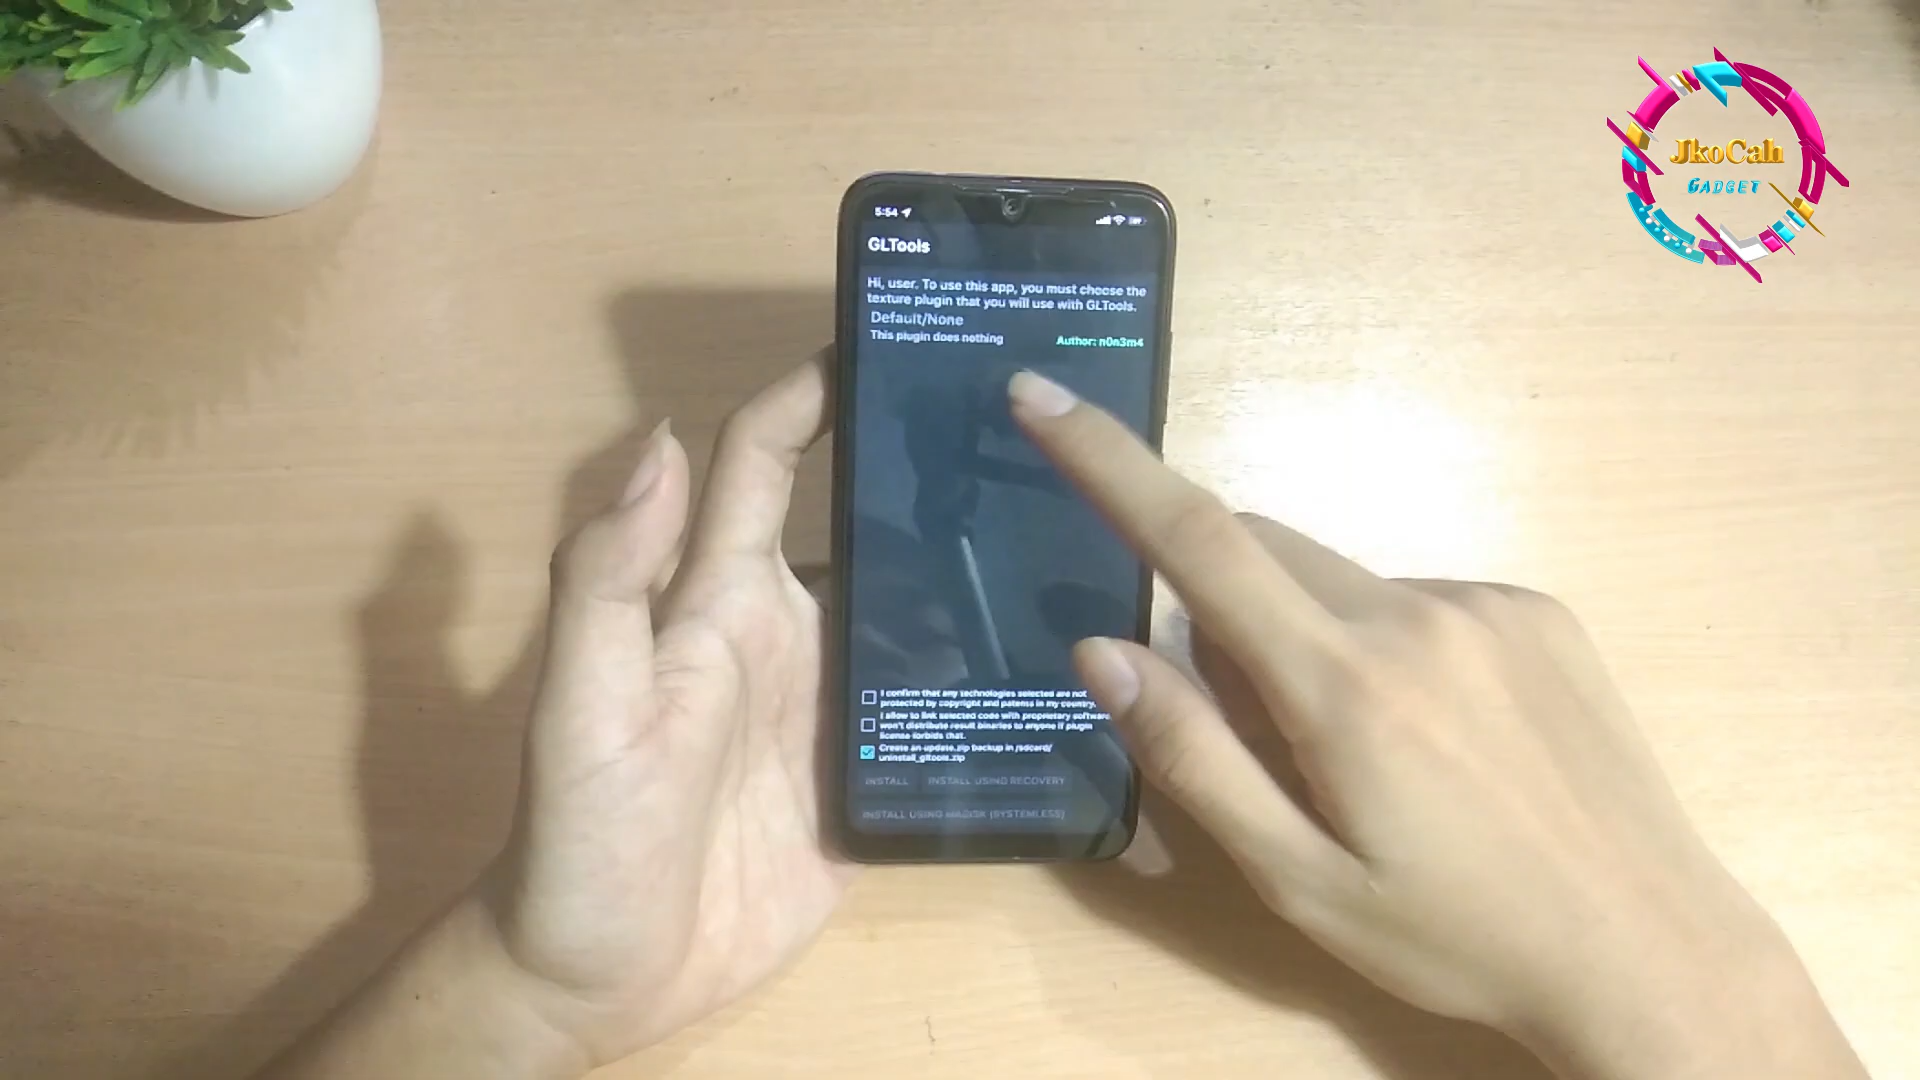 JkoCah
GADGET
5:54
GLTools
Hi, user. To use this app, you must choose the
texture plugin that you will use with GLTools.
Default/None
This plugin does nothing
Author: n0n3m4
I confirm that any technologies selected are not
protected by copyright and patents in my country.
I allow to link selected code with proprietary software,
won't distribute result binaries to anyone if plugin
license forbids that.
Create an update.zip backup in /sdcard/
uninstall_gltools.zip
INSTALL
INSTALL USING RECOVERY
INSTALL USING MAGISK (SYSTEMLESS)